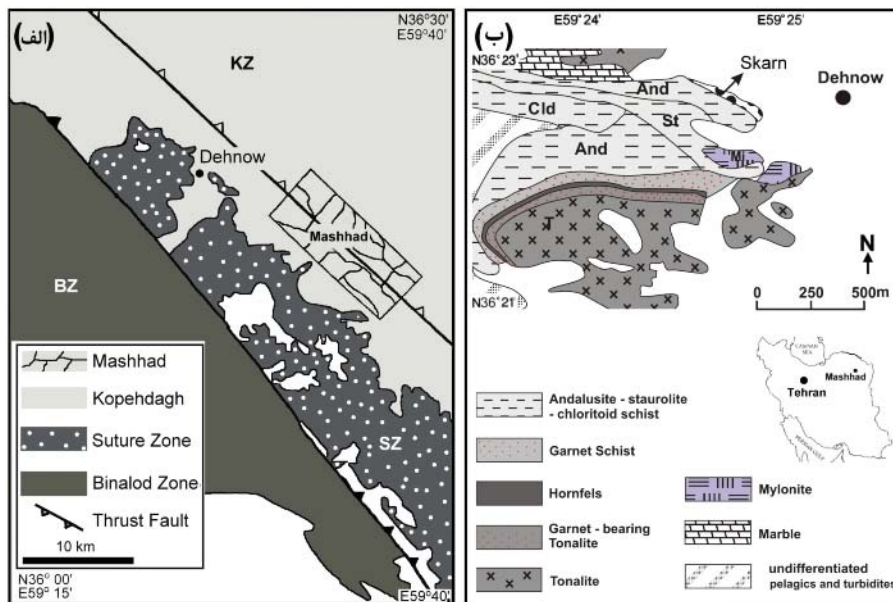 (الف)
N36°30'
E59°40'
KZ
Dehnow
Mashhad
BZ
SZ
Mashhad
Kopehdagh
Suture Zone
Binalod Zone
Thrust Fault
10 km
N36° 00'
E59° 15'
E59°40'
(ب)
E59° 24'
E59° 25'
N36°23'
Skarn
Dehnow
And
Cld
St
And
T
N
N36° 21'
0 250 500m
Mashhad
Tehran
Andalusite - staurolite
- chloritoid schist
Garnet Schist
Hornfels
Garnet - bearing
Tonalite
Tonalite
Mylonite
Marble
undifferentiated
pelagics and turbidites